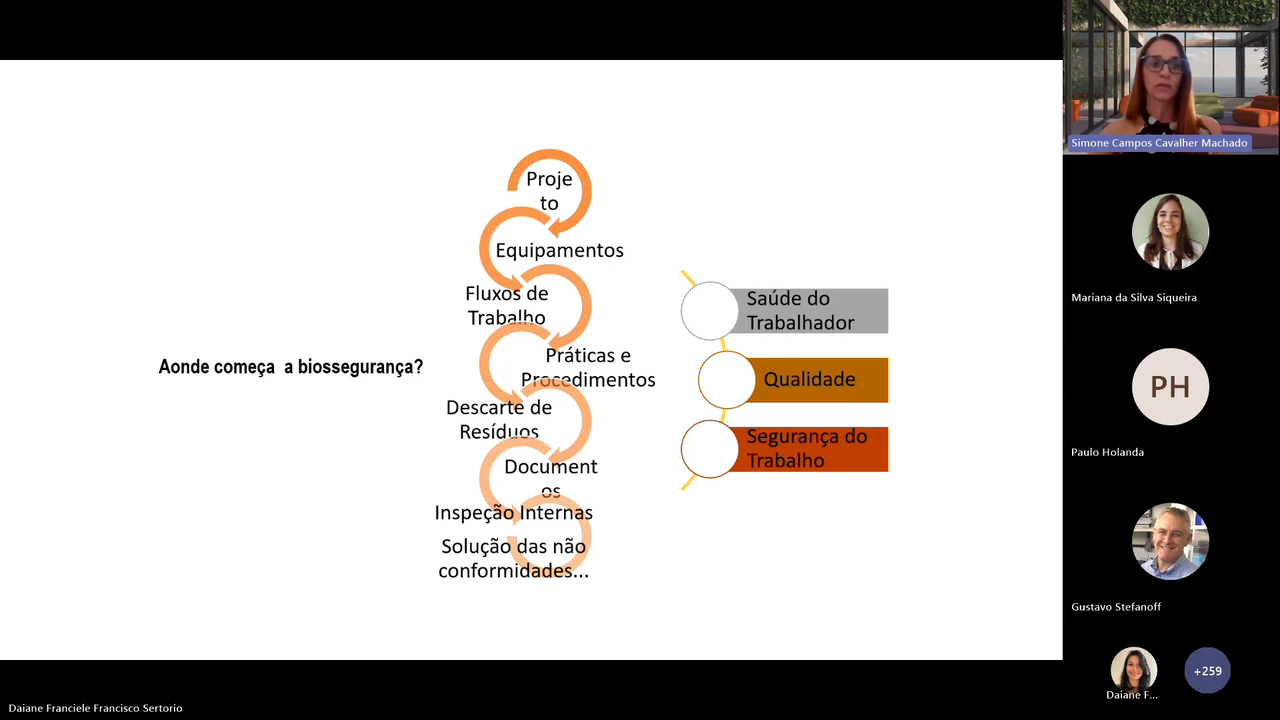 Aonde começa a biossegurança?
Proje
to
Equipamentos
Fluxos de
Trabalho
Práticas e
Procedimentos
Descarte de
Resíduos
Document
os
Inspeção Internas
Solução das não
conformidades...
Saúde do
Trabalhador
Qualidade
Segurança do
Trabalho
Simone Campos Cavalher Machado
Mariana da Silva Siqueira
PH
Paulo Holanda
Gustavo Stefanoff
Daiane F...
+259
Daiane Franciele Francisco Sertorio